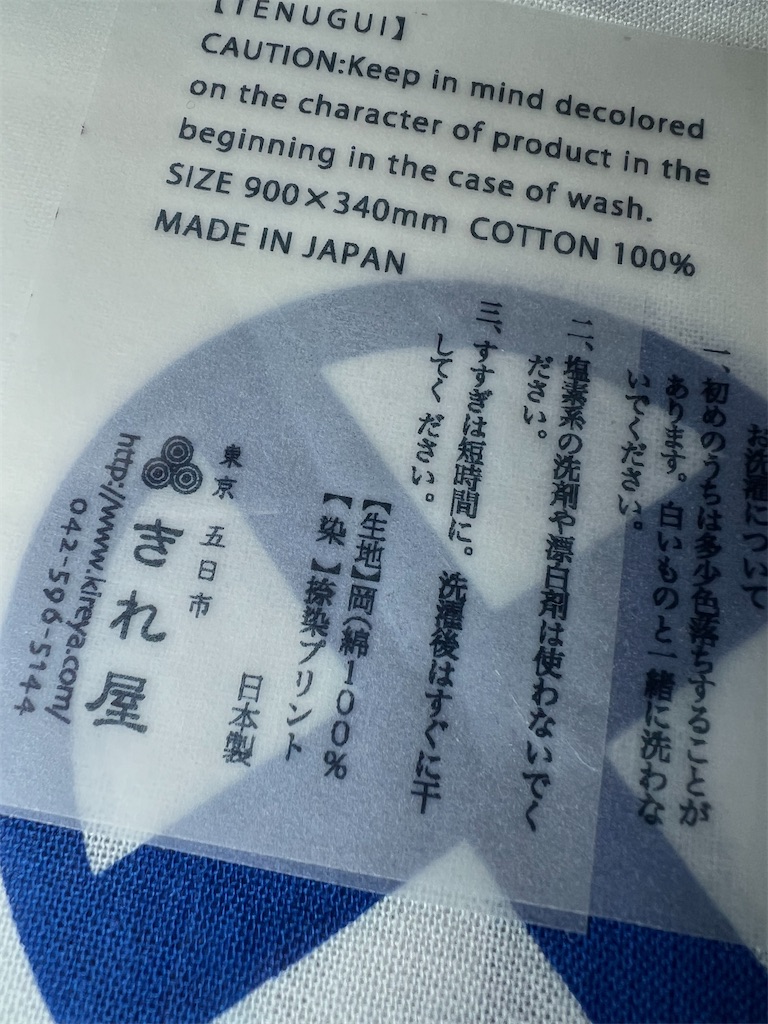 【TENUGUI】
CAUTION:Keep in mind decolored
on the character of product in the
beginning in the case of wash.
SIZE 900×340mm COTTON 100%
MADE IN JAPAN
お洗濯について
一、初めのうちは多少色落ちすることが
あります。白いものと一緒に洗わな
いでください。
二、塩素系の洗剤や漂白剤は使わないでく
ださい。
三、すすぎは短時間に。洗濯後はすぐに干
してください。
【生地】岡(綿100%
【染】捺染プリント
日本製
東京 五日市
きれ屋
http://www.kireya.com/
042-596-5144